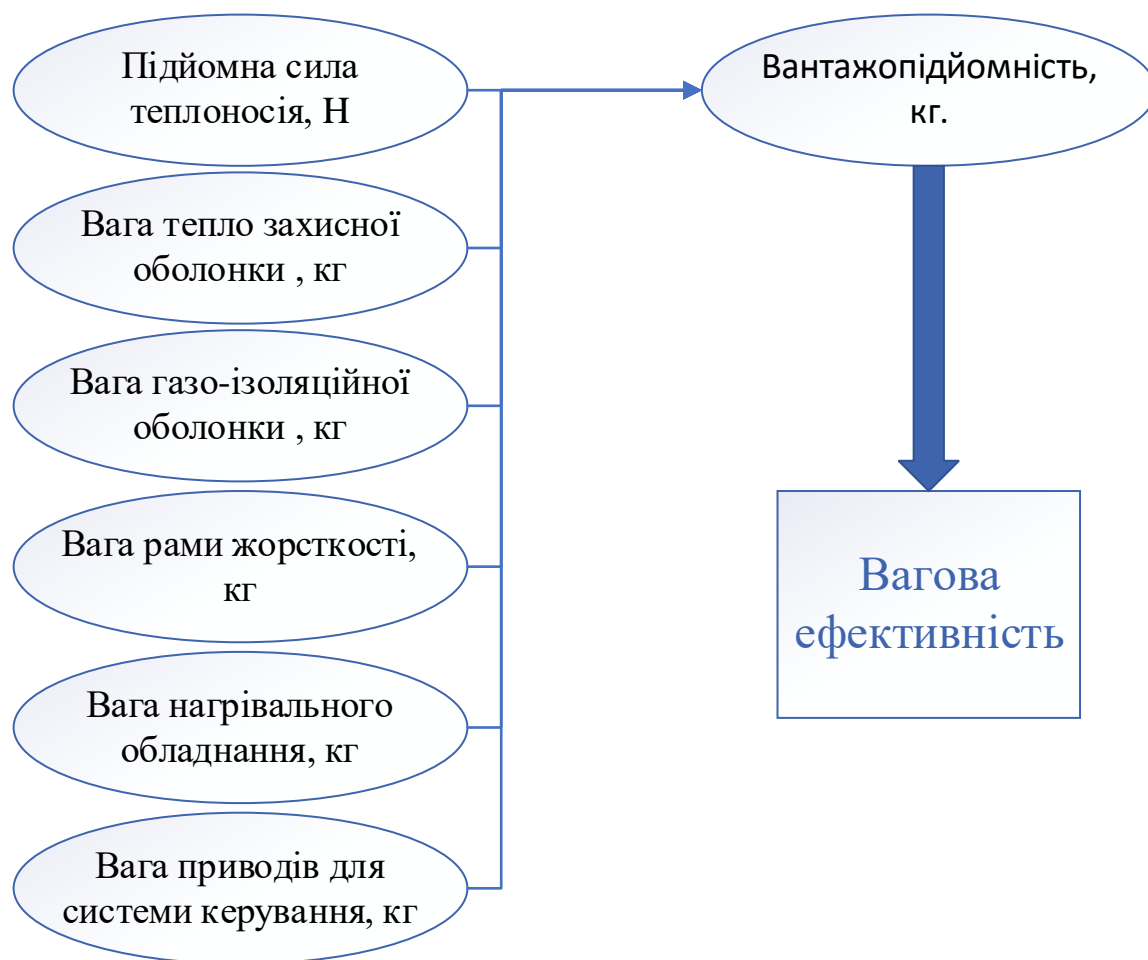 Підйомна сила
теплоносія, Н
Вантажопідйомність,
кг.
Вага тепло захисної
оболонки , кг
Вага газо-ізоляційної
оболонки , кг
Вага рами жорсткості,
кг
Вагова
ефективність
Вага нагрівального
обладнання, кг
Вага приводів для
системи керування, кг